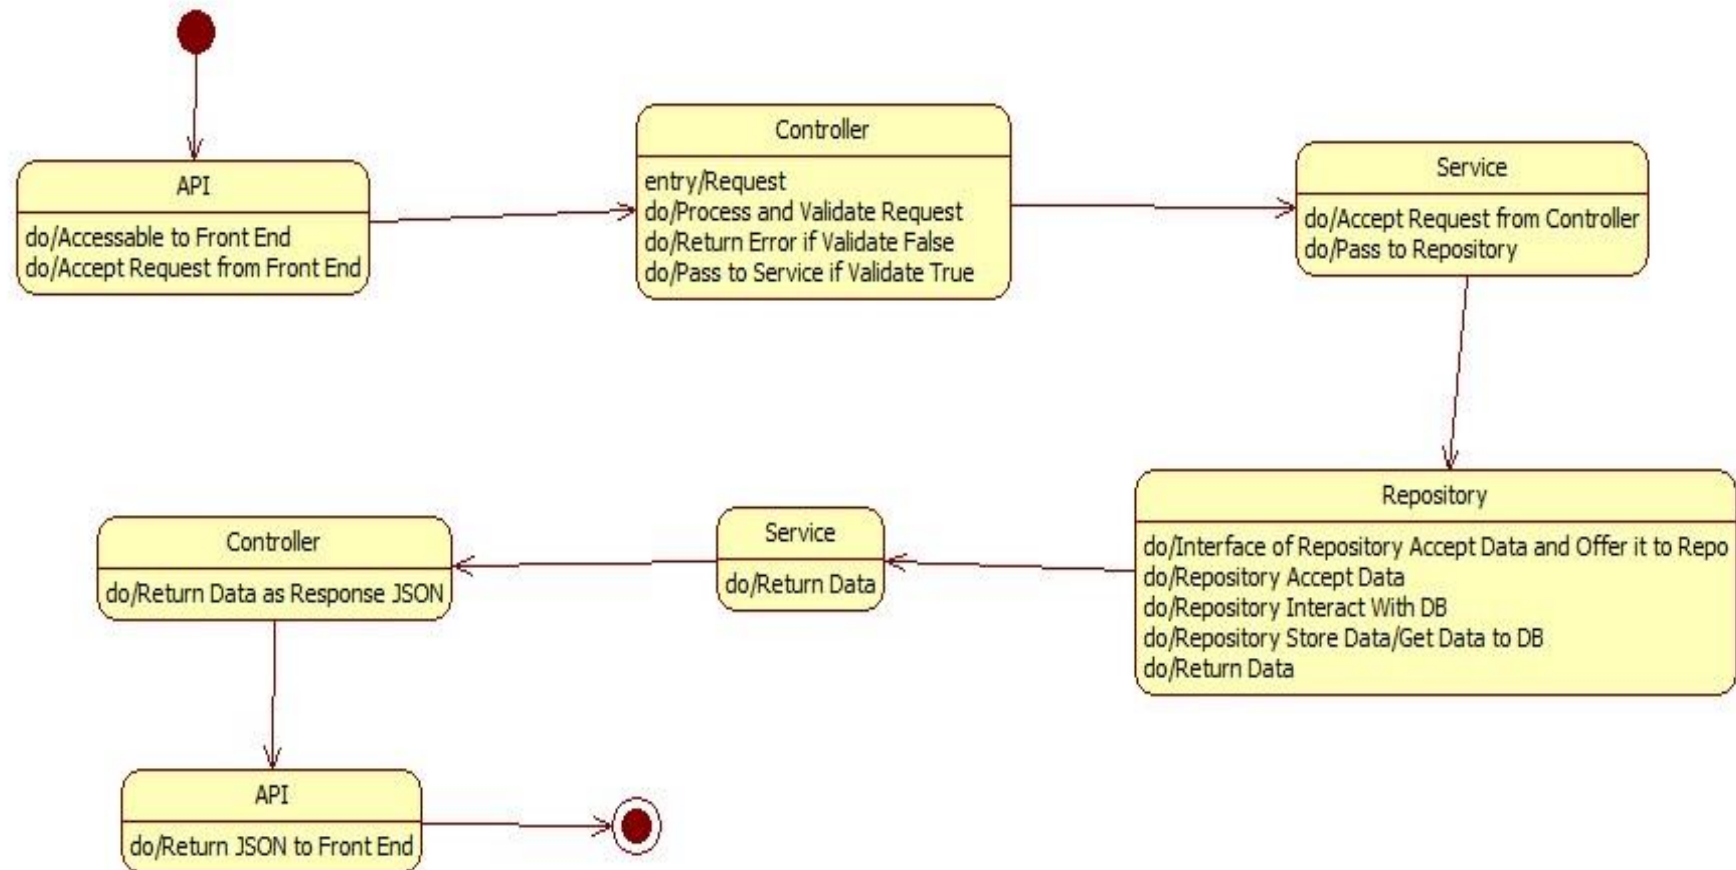 API
do/Accessable to Front End
do/Accept Request from Front End
Controller
entry/Request
do/Process and Validate Request
do/Return Error if Validate False
do/Pass to Service if Validate True
Service
do/Accept Request from Controller
do/Pass to Repository
Repository
do/Interface of Repository Accept Data and Offer it to Repo
do/Repository Accept Data
do/Repository Interact With DB
do/Repository Store Data/Get Data to DB
do/Return Data
Service
do/Return Data
Controller
do/Return Data as Response JSON
API
do/Return JSON to Front End